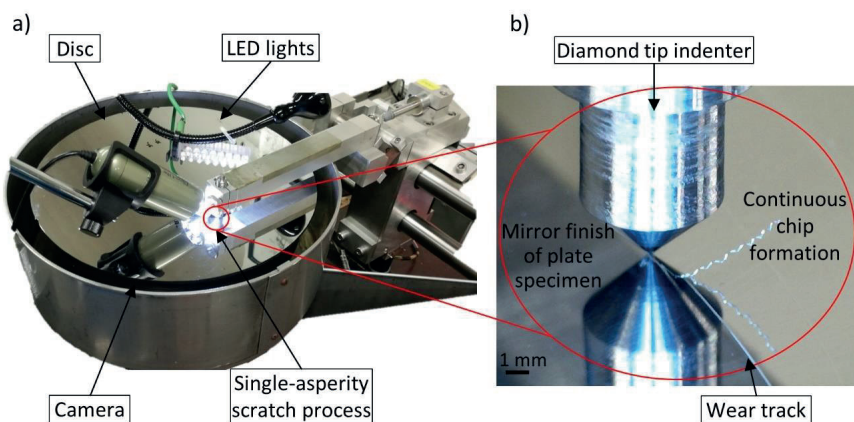 a)
Disc
LED lights
Camera
Single-asperity
scratch process
b)
Diamond tip indenter
Mirror finish
of plate
specimen
Continuous
chip
formation
1 mm
Wear track